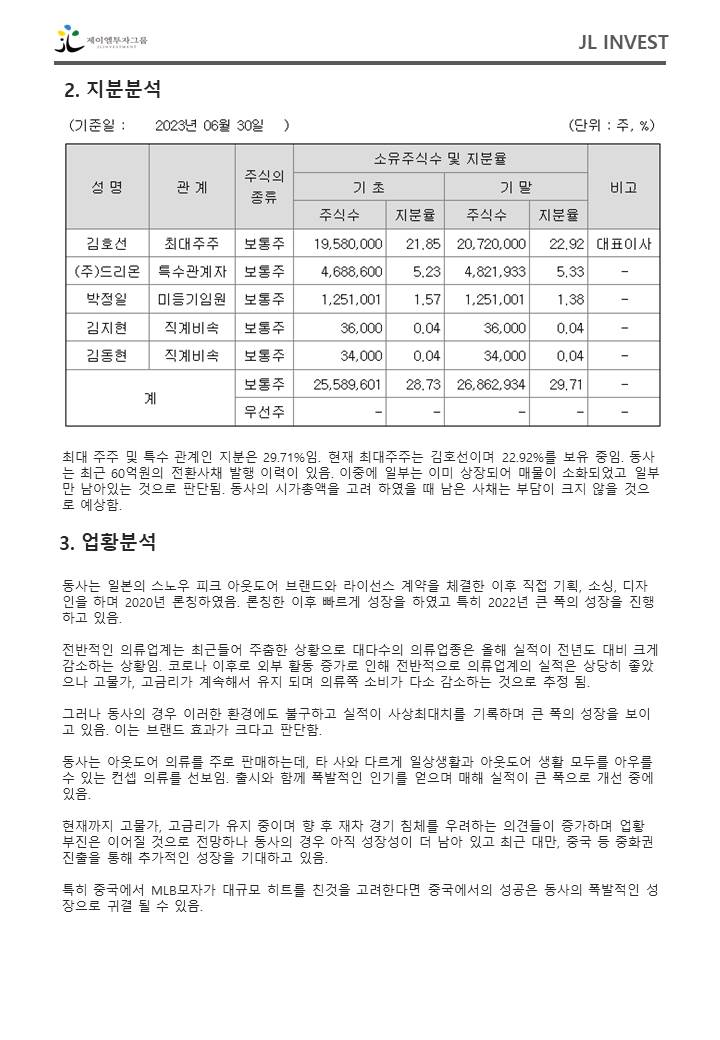 제이엘투자그룹
JLINVESTMENT
JL INVEST
2. 지분분석
(기준일 : 2023년 06월 30일 )
(단위 : 주, %)
성 명 관 계 주식의 종류 소유주식수 및 지분율 비고
기 초 기 말
주식수 지분율 주식수 지분율
김호선 최대주주 보통주 19,580,000 21.85 20,720,000 22.92 대표이사
(주)드리몬 특수관계자 보통주 4,688,600 5.23 4,821,933 5.33 -
박정일 미등기임원 보통주 1,251,001 1.57 1,251,001 1.38 -
김지현 직계비속 보통주 36,000 0.04 36,000 0.04 -
김동현 직계비속 보통주 34,000 0.04 34,000 0.04 -
계 보통주 25,589,601 28.73 26,862,934 29.71 -
우선주 - - - - -
최대 주주 및 특수 관계인 지분은 29.71%임. 현재 최대주주는 김호선이며 22.92%를 보유 중임. 동사
는 최근 60억원의 전환사채 발행 이력이 있음. 이중에 일부는 이미 상장되어 매물이 소화되었고 일부
만 남아있는 것으로 판단됨. 동사의 시가총액을 고려 하였을 때 남은 사채는 부담이 크지 않을 것으
로 예상함.
3. 업황분석
동사는 일본의 스노우 피크 아웃도어 브랜드와 라이선스 계약을 체결한 이후 직접 기획, 소싱, 디자
인을 하며 2020년 론칭하였음. 론칭한 이후 빠르게 성장을 하였고 특히 2022년 큰 폭의 성장을 진행
하고 있음.
전반적인 의류업계는 최근들어 주춤한 상황으로 대다수의 의류업종은 올해 실적이 전년도 대비 크게
감소하는 상황임. 코로나 이후로 외부 활동 증가로 인해 전반적으로 의류업계의 실적은 상당히 좋았
으나 고물가, 고금리가 계속해서 유지 되며 의류쪽 소비가 다소 감소하는 것으로 추정 됨.
그러나 동사의 경우 이러한 환경에도 불구하고 실적이 사상최대치를 기록하며 큰 폭의 성장을 보이
고 있음. 이는 브랜드 효과가 크다고 판단함.
동사는 아웃도어 의류를 주로 판매하는데, 타 사와 다르게 일상생활과 아웃도어 생활 모두를 아우를
수 있는 컨셉 의류를 선보임. 출시와 함께 폭발적인 인기를 얻으며 매해 실적이 큰 폭으로 개선 중에
있음.
현재까지 고물가, 고금리가 유지 중이며 향 후 재차 경기 침체를 우려하는 의견들이 증가하며 업황
부진은 이어질 것으로 전망하나 동사의 경우 아직 성장성이 더 남아 있고 최근 대만, 중국 등 중화권
진출을 통해 추가적인 성장을 기대하고 있음.
특히 중국에서 MLB모자가 대규모 히트를 친것을 고려한다면 중국에서의 성공은 동사의 폭발적인 성
장으로 귀결 될 수 있음.